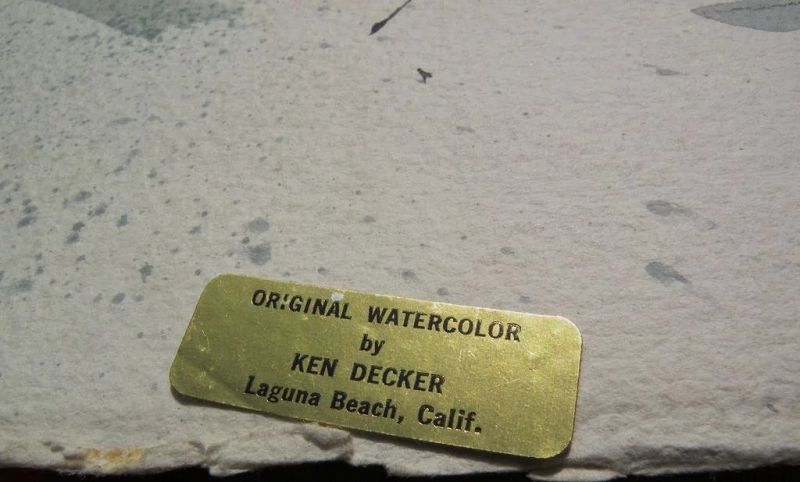 ORIGINAL WATERCOLOR
by
KEN DECKER
Laguna Beach, Calif.